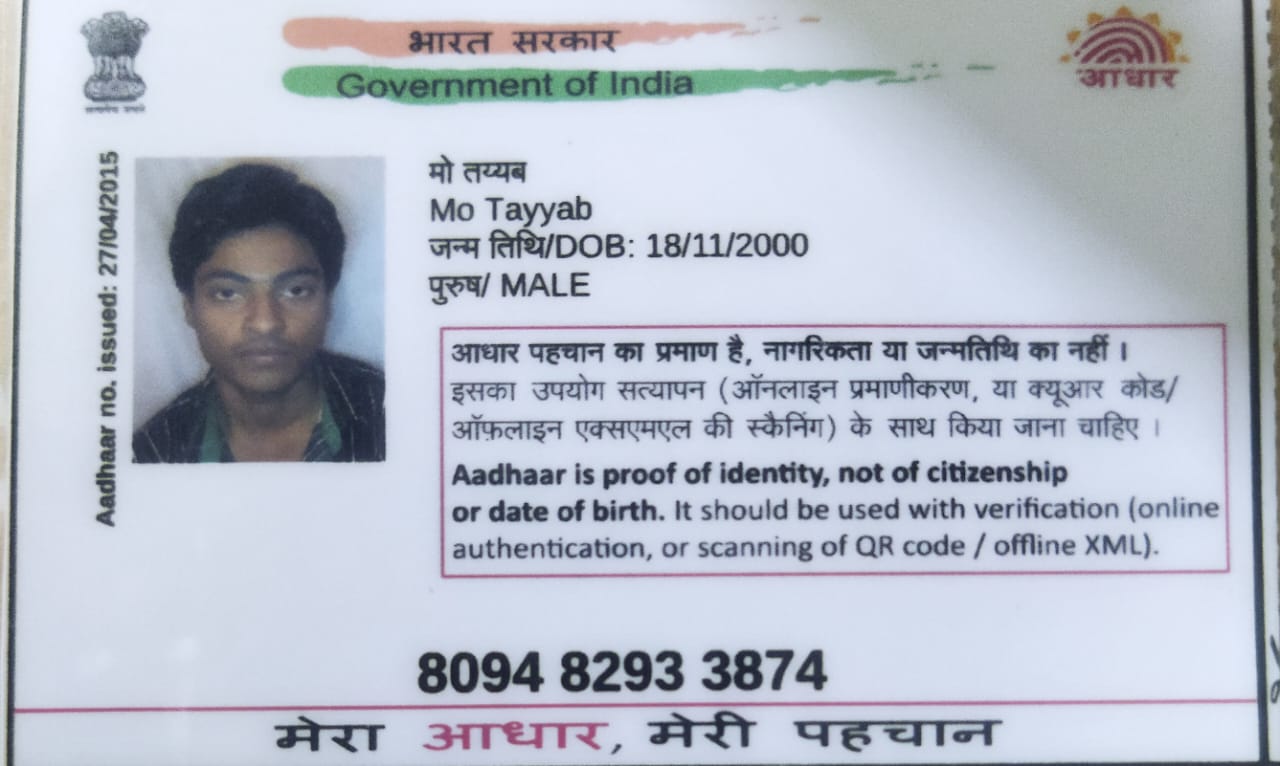 भारत सरकार
Government of India
आधार
Aadhaar no. issued: 27/04/2015
मो तय्यब
Mo Tayyab
जन्म तिथि/DOB: 18/11/2000
पुरुष/ MALE
आधार पहचान का प्रमाण है, नागरिकता या जन्मतिथि का नहीं ।
इसका उपयोग सत्यापन (ऑनलाइन प्रमाणीकरण, या क्यूआर कोड/
ऑफ़लाइन एक्सएमएल की स्कैनिंग) के साथ किया जाना चाहिए ।
Aadhaar is proof of identity, not of citizenship
or date of birth. It should be used with verification (online
authentication, or scanning of QR code / offline XML).
8094 8293 3874
मेरा आधार, मेरी पहचान